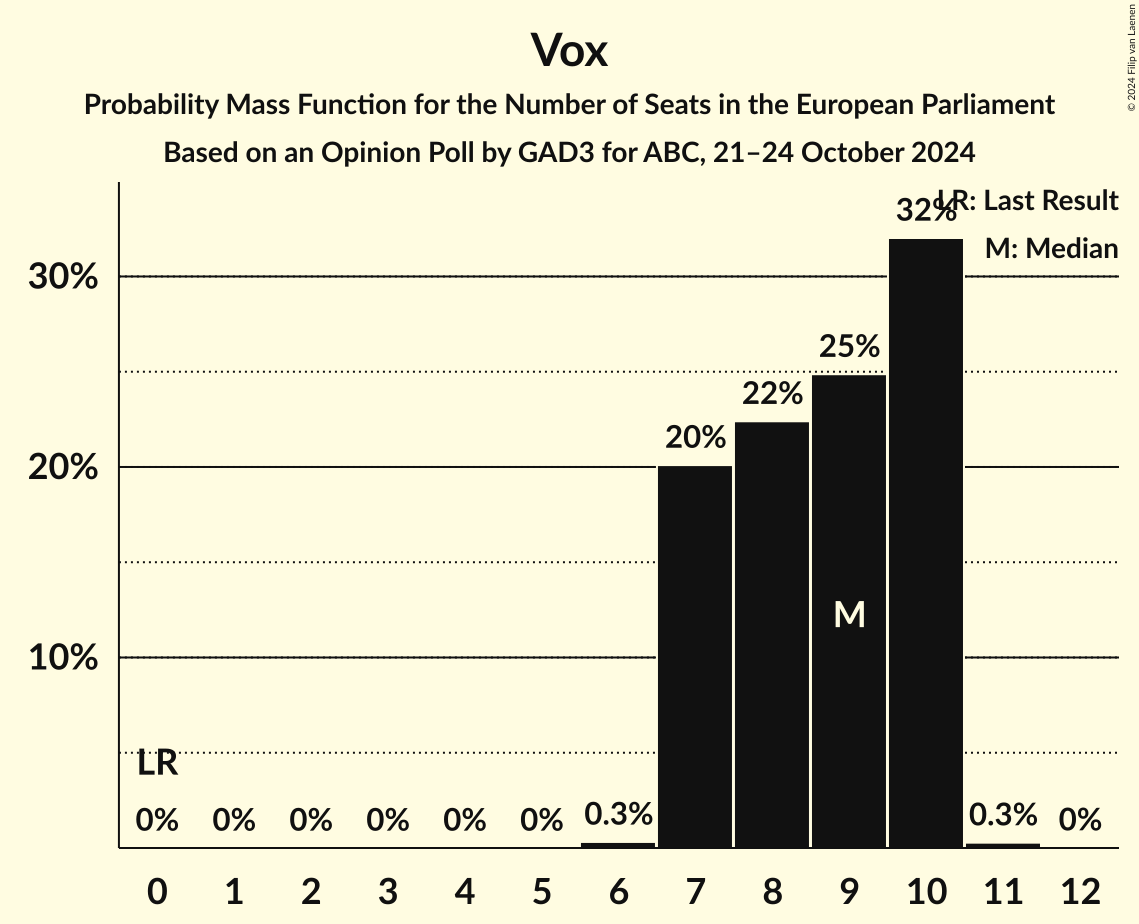 Vox
Probability Mass Function for the Number of Seats in the European Parliament
Based on an Opinion Poll by GAD3 for ABC, 21–24 October 2024
© 2024 Filip van Laenen
LR: Last Result
M: Median
30%
20%
10%
32%
25%
22%
20%
M
LR
0% 0% 0% 0% 0% 0% 0.3% 0.3% 0%
0 1 2 3 4 5 6 7 8 9 10 11 12